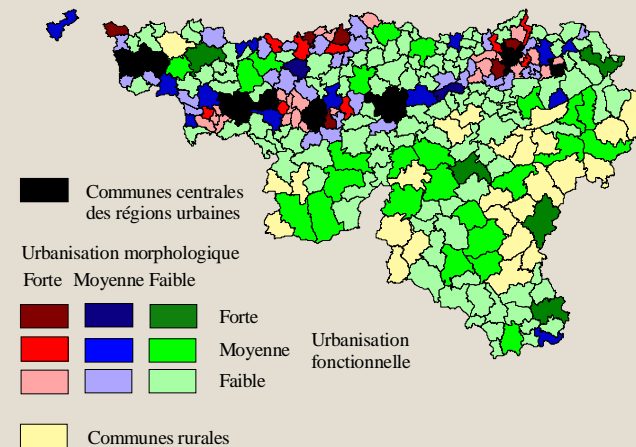 Communes centrales
des régions urbaines
Urbanisation morphologique
Forte Moyenne Faible
Forte
Moyenne
Faible
Urbanisation
fonctionnelle
Communes rurales